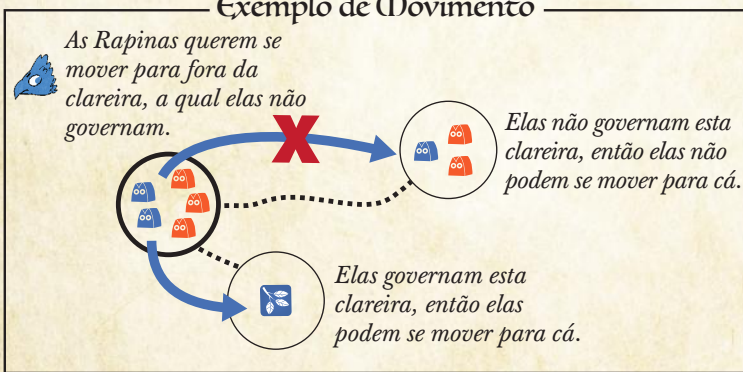 Exemplo de Movimento
As Rapinas querem se
mover para fora da
clareira, a qual elas não
governam.
Elas não governam esta
clareira, então elas não
podem se mover para cá.
Elas governam esta
clareira, então elas
podem se mover para cá.